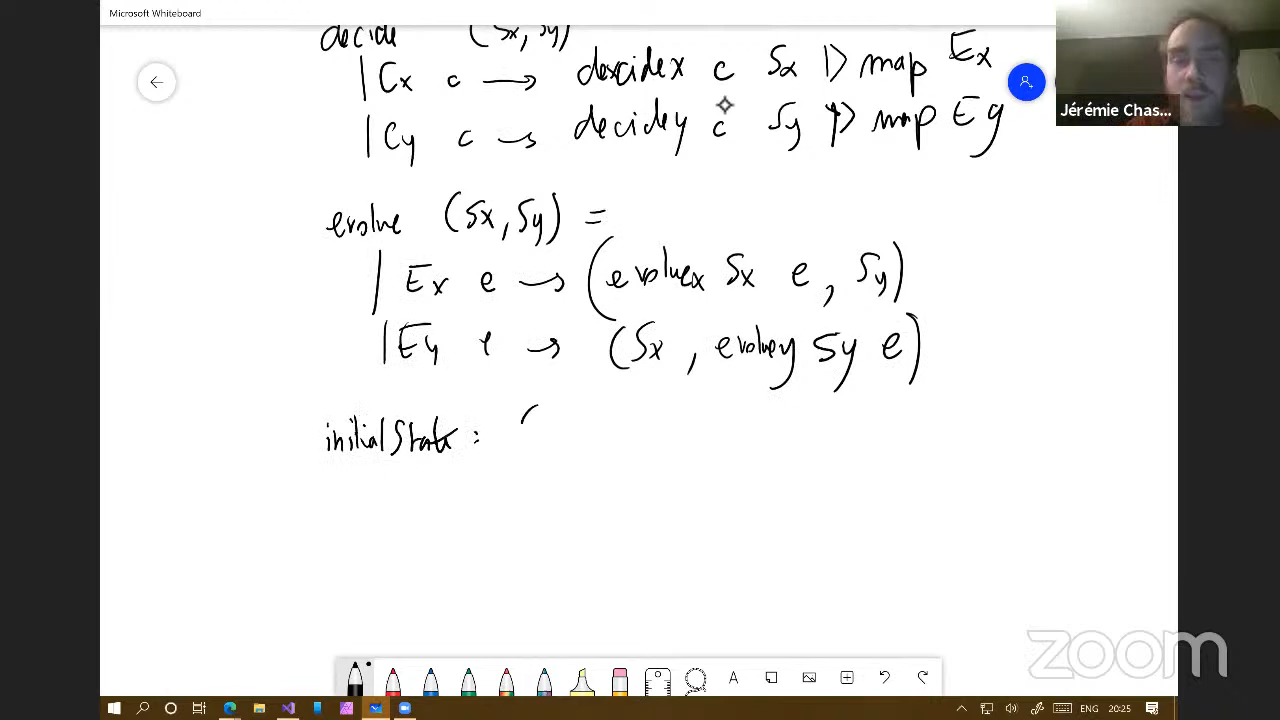 Microsoft Whiteboard
decide (Sx, Sy)
| Cx c → decidex c Sx |> map Ex
| Cy c → decidey c Sy |> map Ey
Jérémie Chas...
evolve (Sx, Sy) =
| Ex e → (evolvex Sx e, Sy)
| Ey e → (Sx, evolvey Sy e)
initialState : (
zoom
A
ENG 20:25